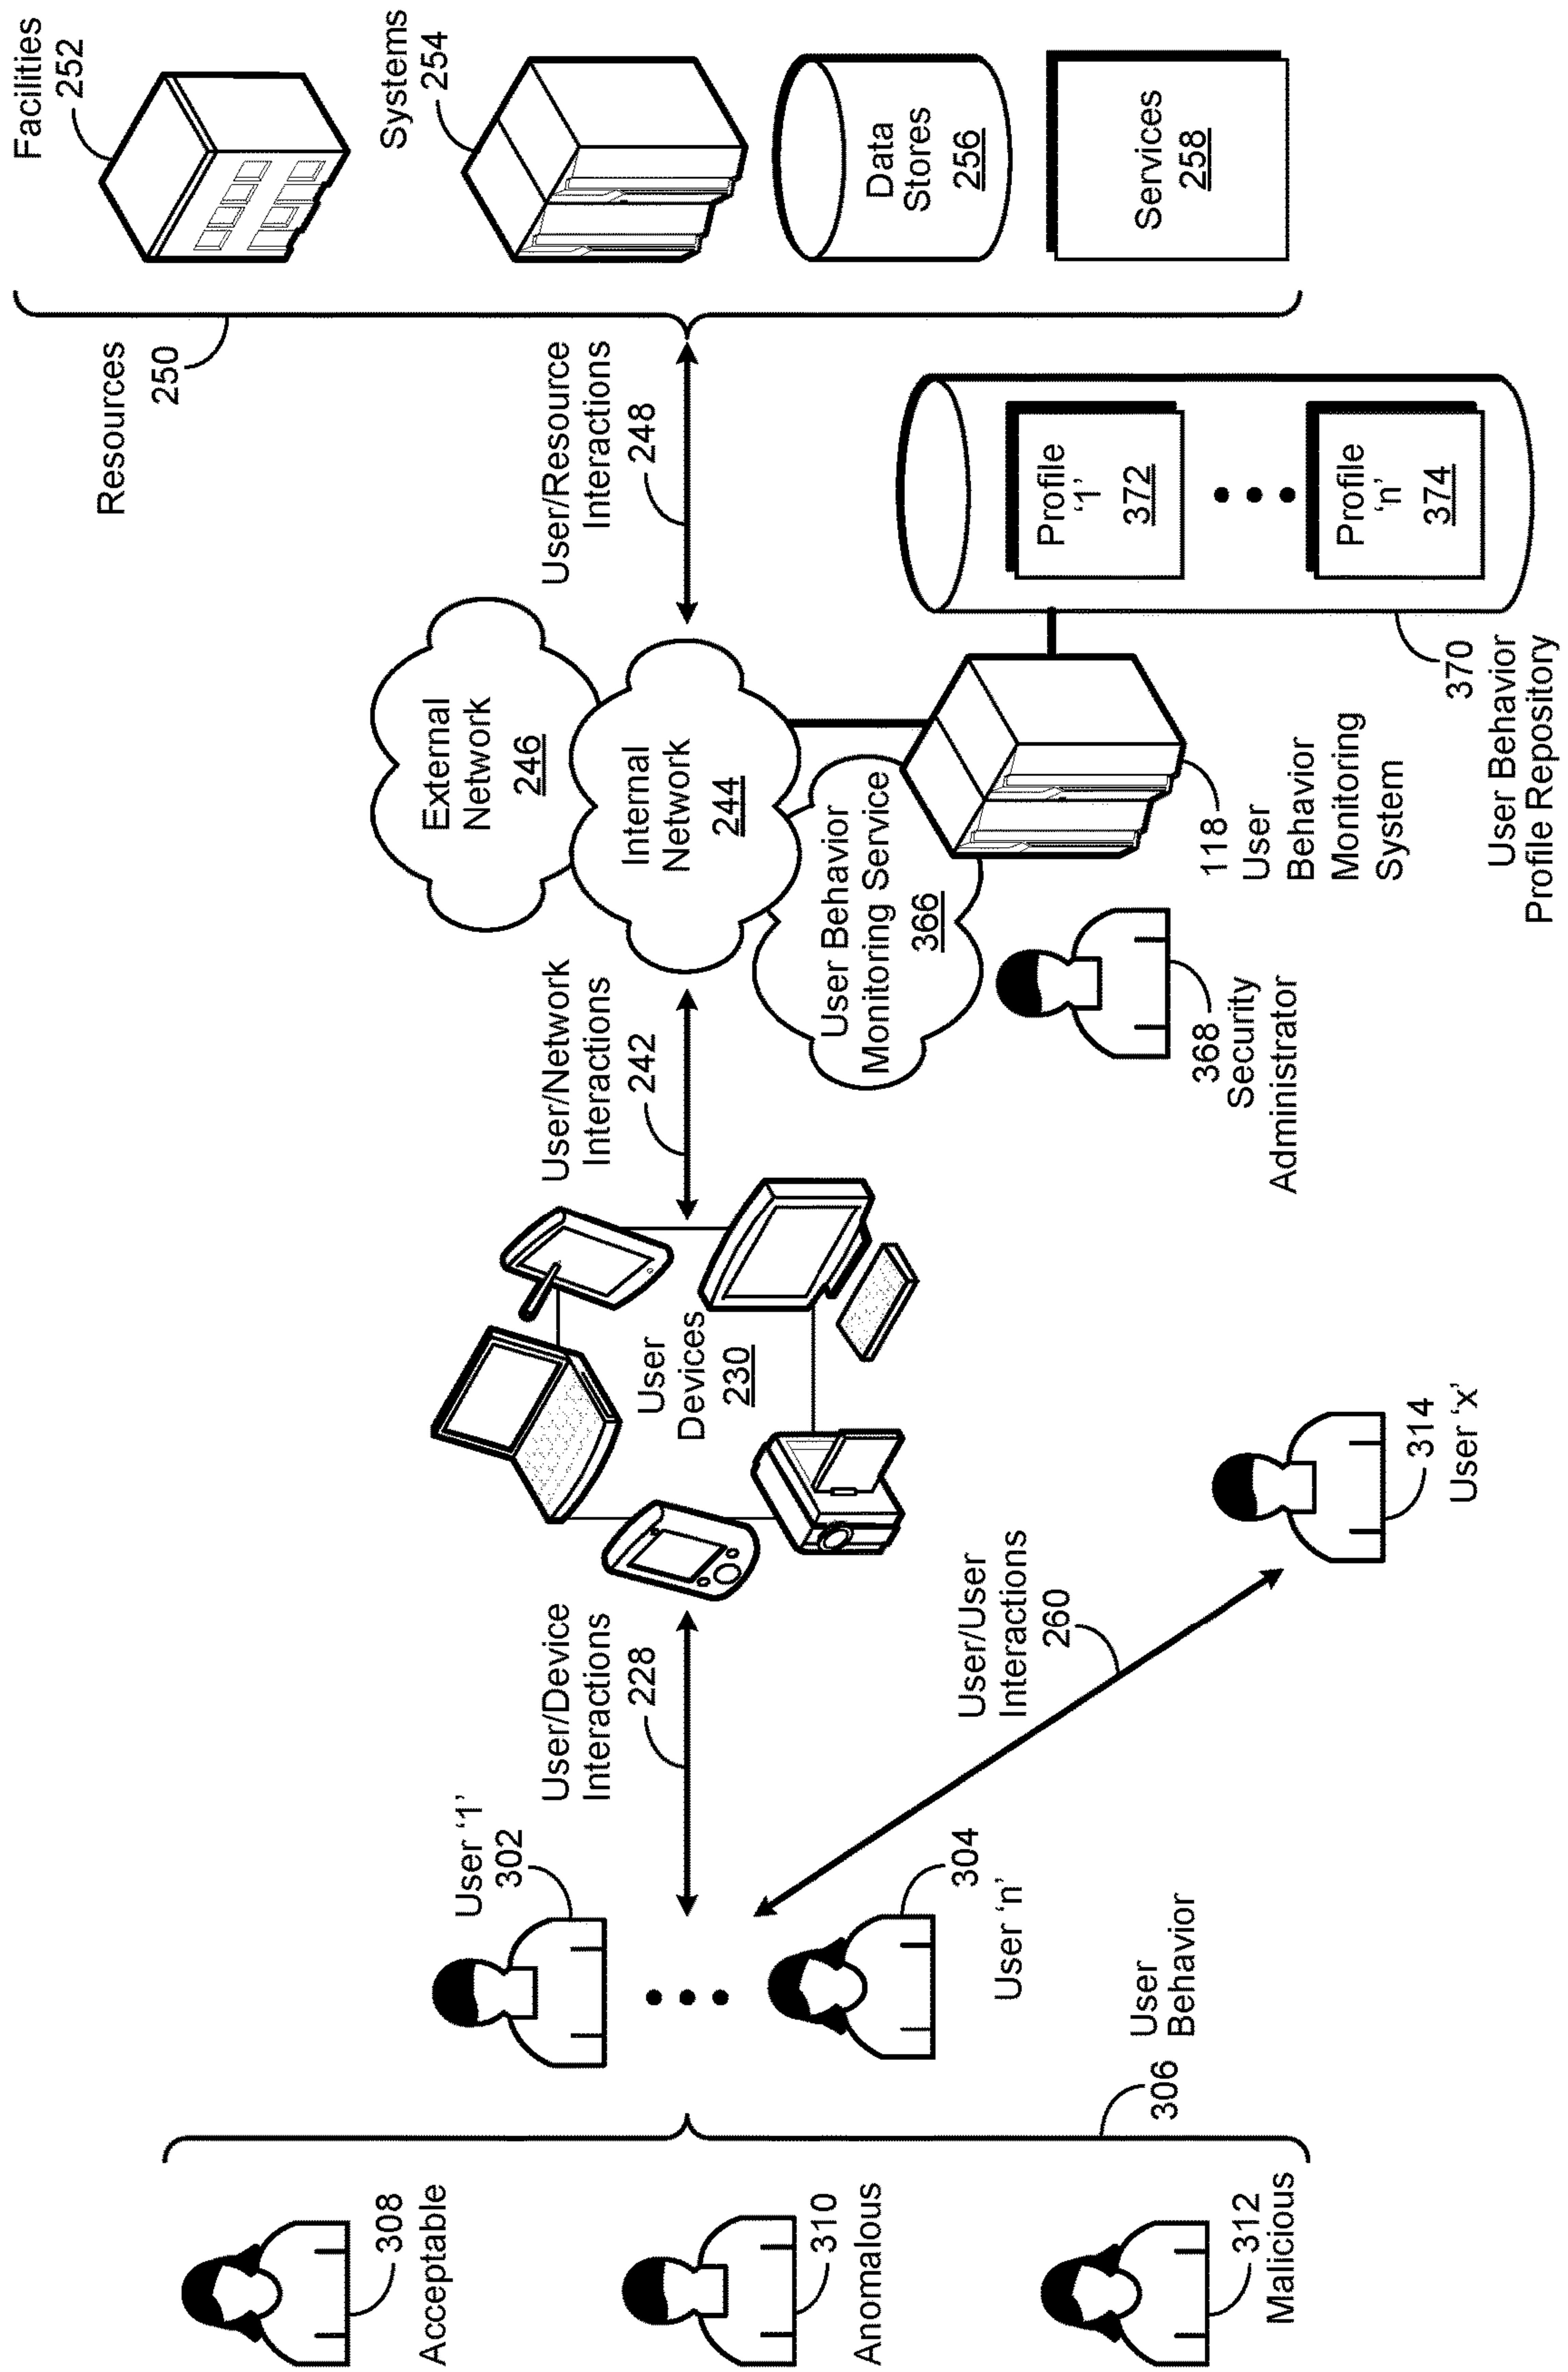 Acceptable
308
Anomalous
310
Malicious
312
306
User
Behavior
User ‘1’
302
304
User ‘n’
User/Device
Interactions
228
User/User
Interactions
260
314
User ‘x’
User
Devices
230
User/Network
Interactions
242
External
Network
246
Internal
Network
244
User Behavior
Monitoring Service
366
368
Security
Administrator
118
User
Behavior
Monitoring
System
User/Resource
Interactions
248
370
User Behavior
Profile Repository
Profile
‘1’
372
Profile
‘n’
374
Resources
250
Facilities
252
Systems
254
Data
Stores
256
Services
258